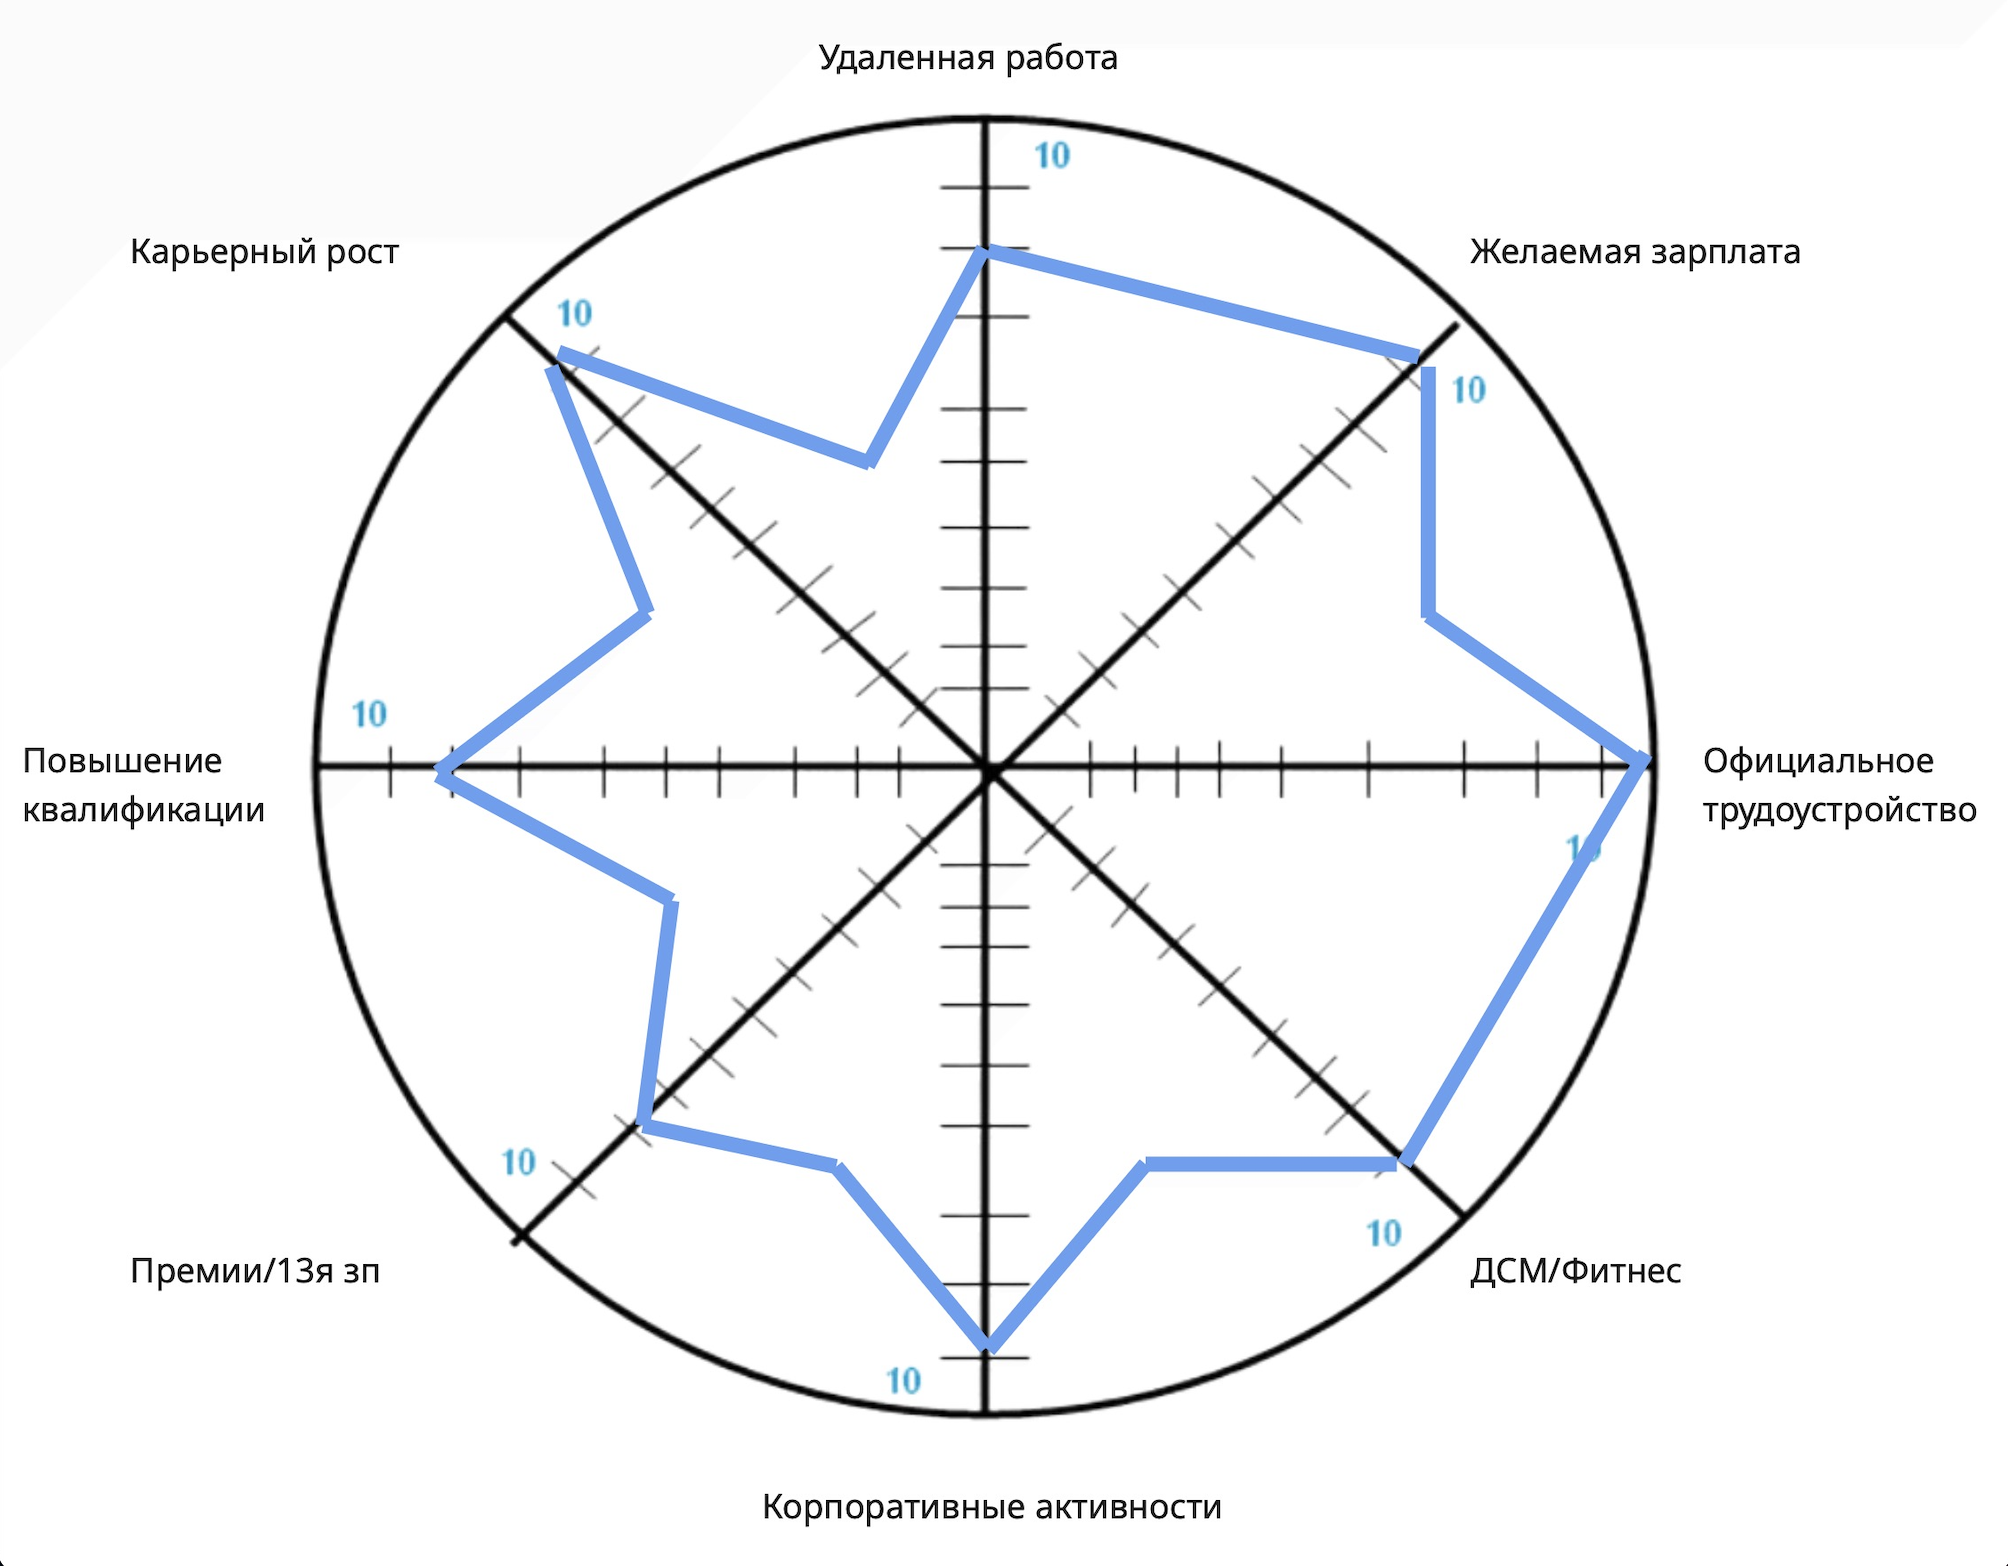 Удаленная работа
10
Карьерный рост
Желаемая зарплата
10
10
10
Повышение
квалификации
Официальное
трудоустройство
10
10
10
Премии/13я зп
ДСМ/Фитнес
10
Корпоративные активности